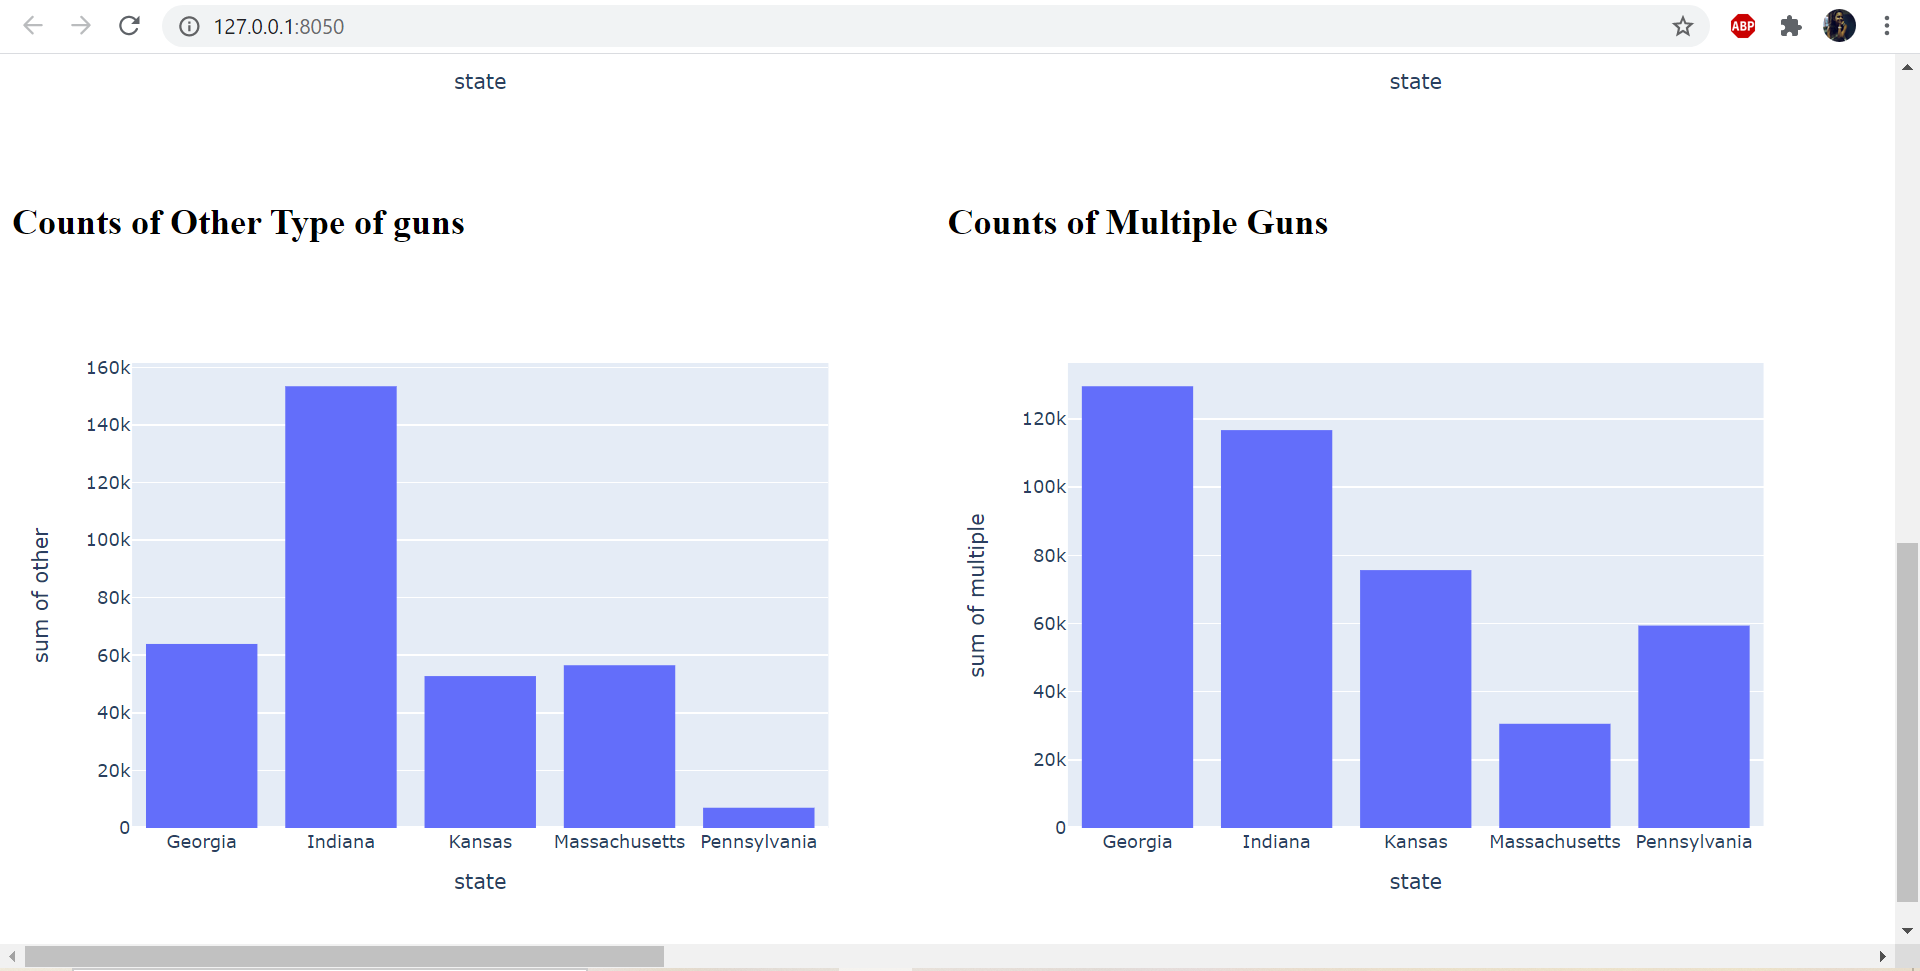 127.0.0.1:8050
ABP
state
state
Counts of Other Type of guns
Counts of Multiple Guns
160k
140k
120k
100k
80k
60k
40k
20k
0
sum of other
Georgia Indiana Kansas Massachusetts Pennsylvania
state
120k
100k
80k
60k
40k
20k
0
sum of multiple
Georgia Indiana Kansas Massachusetts Pennsylvania
state